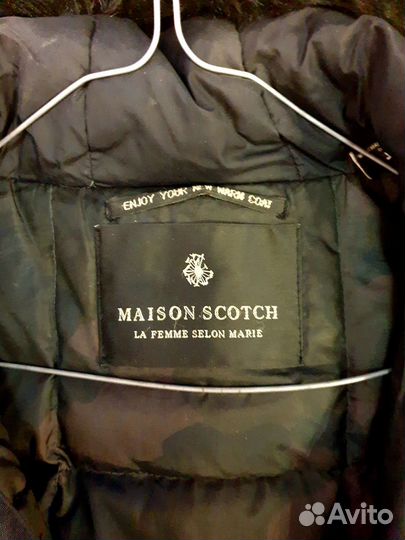 ENJOY YOUR NEW WARM COAT
MAISON SCOTCH
LA FEMME SELON MARIE
Avito